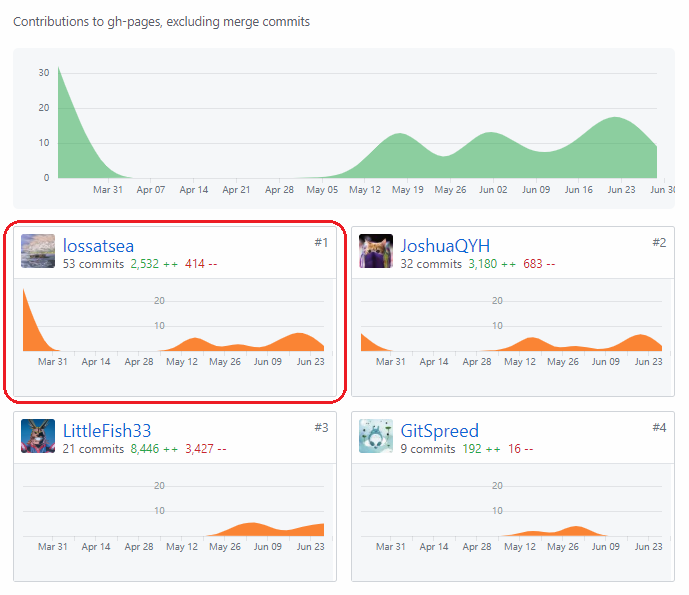 Contributions to gh-pages, excluding merge commits
30
20
10
0
Mar 31 Apr 07 Apr 14 Apr 21 Apr 28 May 05 May 12 May 19 May 26 Jun 02 Jun 09 Jun 16 Jun 23 Jun 30
lossatsea #1
53 commits 2,532 ++ 414 --
20
10
Mar 31 Apr 14 Apr 28 May 12 May 26 Jun 09 Jun 23
JoshuaQYH #2
32 commits 3,180 ++ 683 --
20
10
Mar 31 Apr 14 Apr 28 May 12 May 26 Jun 09 Jun 23
LittleFish33 #3
21 commits 8,446 ++ 3,427 --
20
10
Mar 31 Apr 14 Apr 28 May 12 May 26 Jun 09 Jun 23
GitSpreed #4
9 commits 192 ++ 16 --
20
10
Mar 31 Apr 14 Apr 28 May 12 May 26 Jun 09 Jun 23